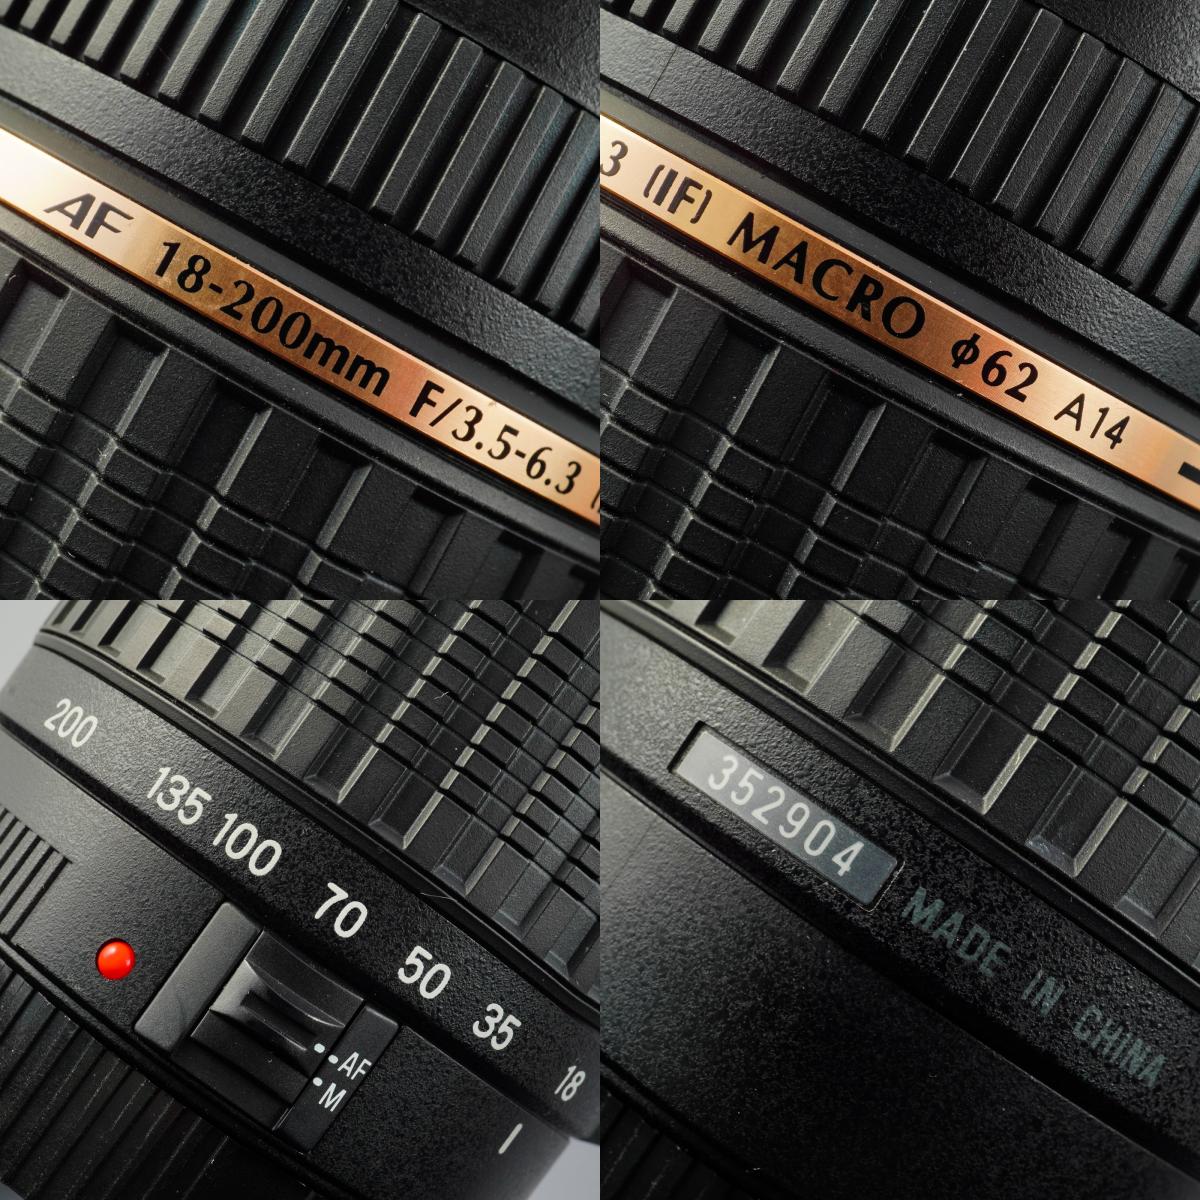 AF 18-200mm F/3.5-6.3
3 (IF) MACRO ϕ62 A14
200 135 100 70 50 35 18
AF
M
352904
MADE IN CHINA